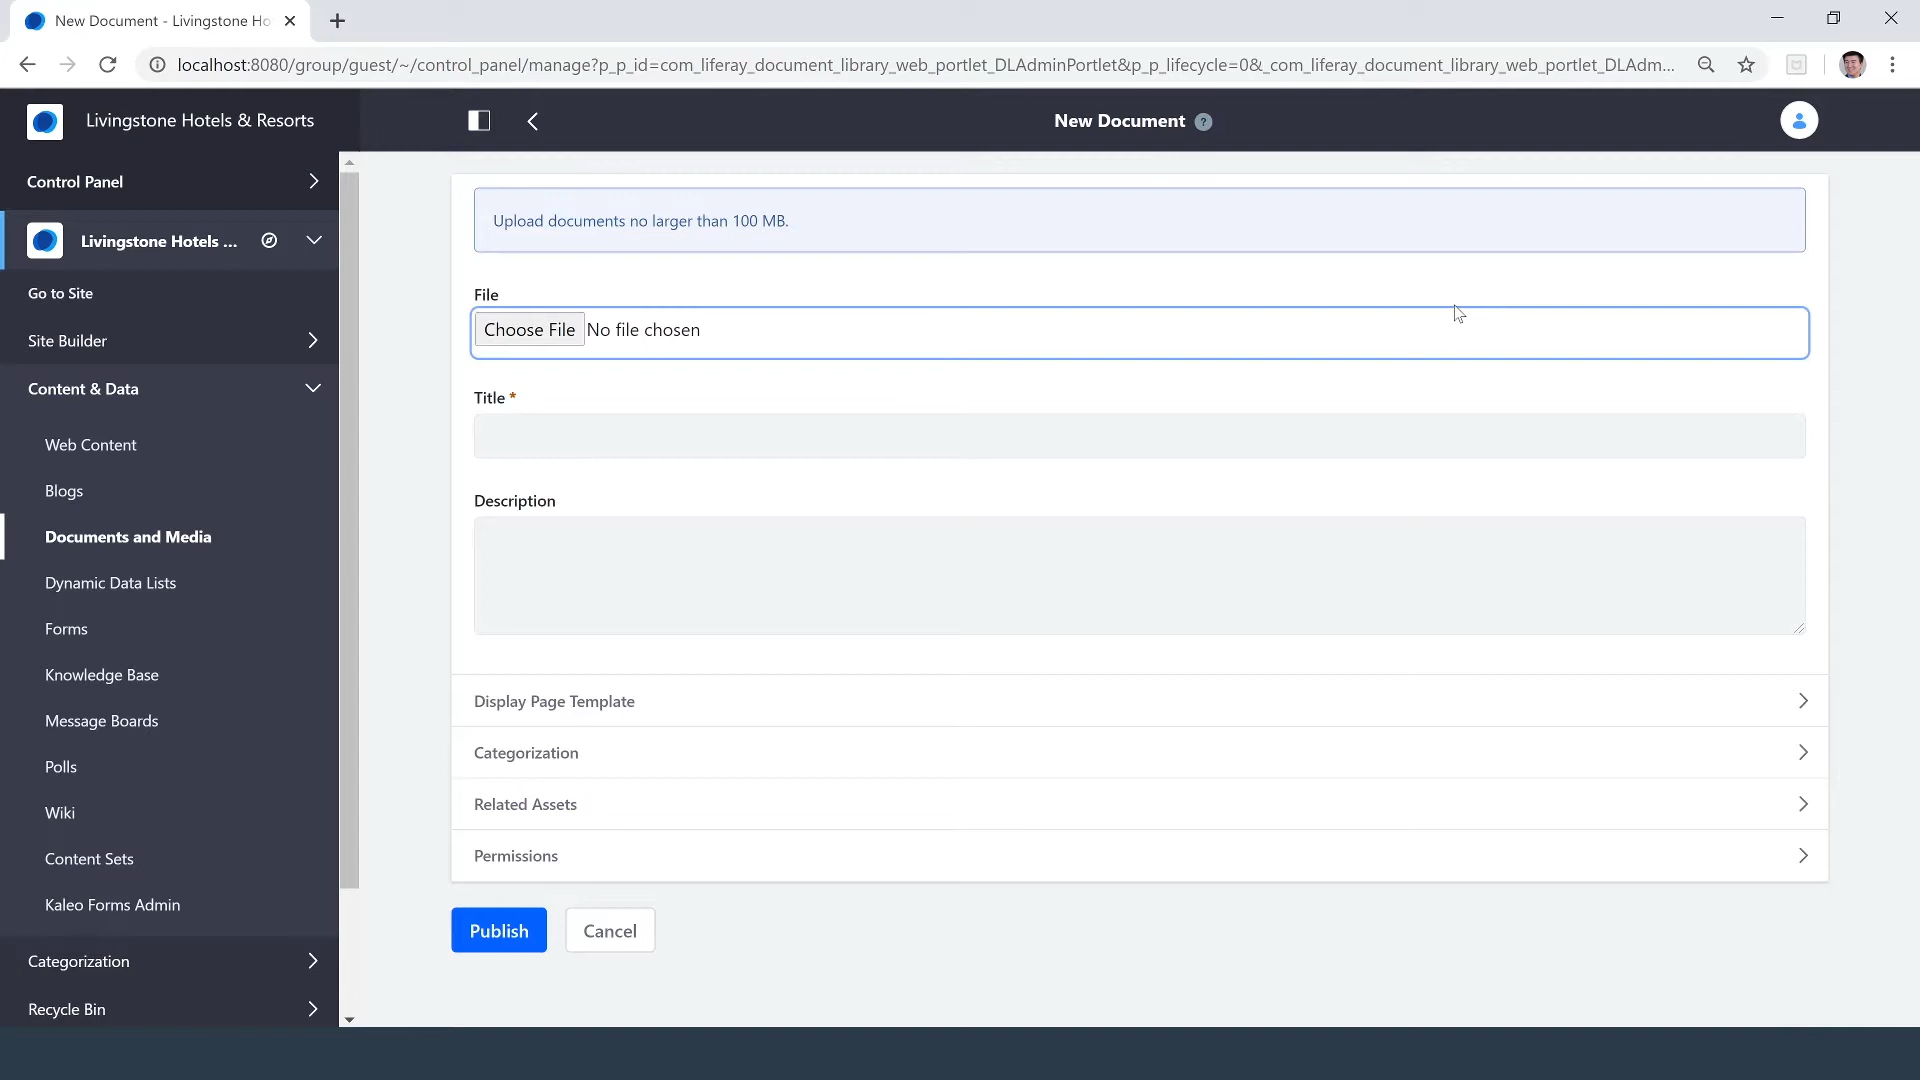 New Document - Livingstone Ho
localhost:8080/group/guest/~/control_panel/manage?p_p_id=com_liferay_document_library_web_portlet_DLAdminPortlet&p_p_lifecycle=0&_com_liferay_document_library_web_portlet_DLAdm...
Livingstone Hotels & Resorts
New Document ?
Control Panel
Livingstone Hotels ...
Go to Site
Site Builder
Content & Data
Web Content
Blogs
Documents and Media
Dynamic Data Lists
Forms
Knowledge Base
Message Boards
Polls
Wiki
Content Sets
Kaleo Forms Admin
Categorization
Recycle Bin
Upload documents no larger than 100 MB.
File
Choose File No file chosen
Title *
Description
Display Page Template
Categorization
Related Assets
Permissions
Publish Cancel